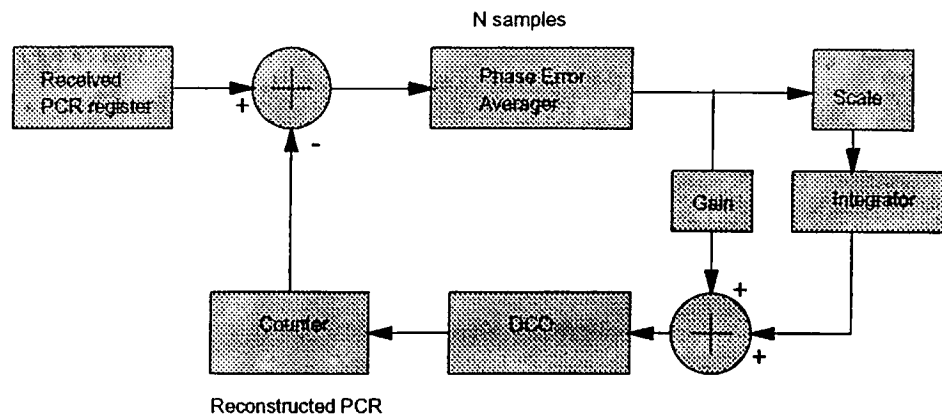 N samples
Received
PCR register
Phase Error
Averager
Scale
+
-
Gain
Integrator
+
+
Counter
DCO
Reconstructed PCR